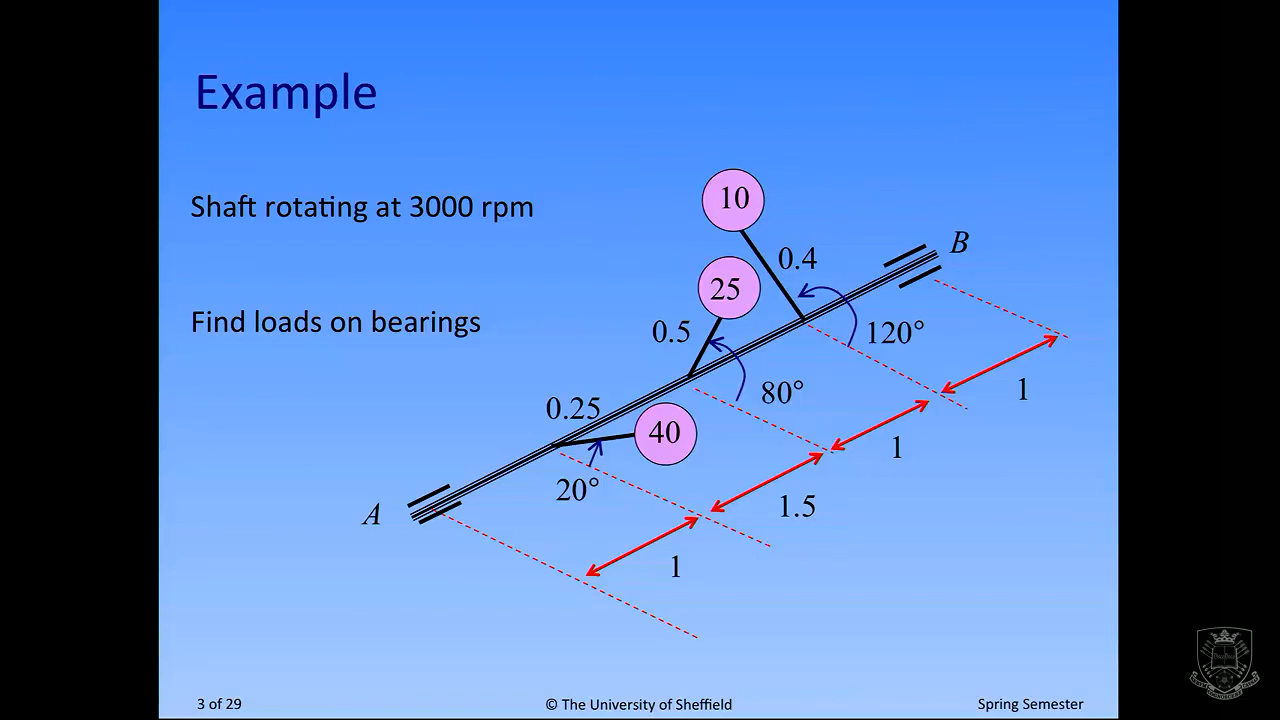 Example
Shaft rotating at 3000 rpm
Find loads on bearings
10
B
0.4
25
0.5
120°
80°
1
0.25
40
1
20°
A
1.5
1
3 of 29
© The University of Sheffield
Spring Semester